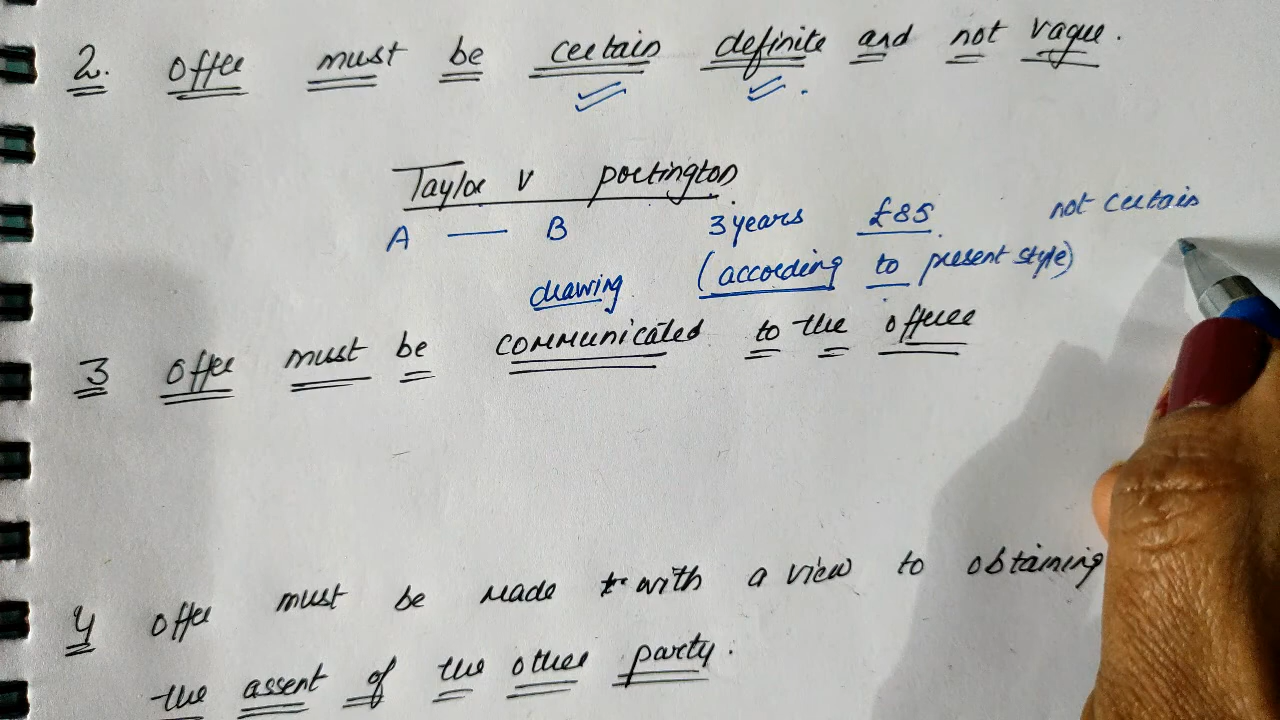 2. Offer must be certain definite and not vague.
Taylor v portington
A — B 3 years £85 not certain
drawing (according to present style)
3 Offer must be communicated to the offeree
4 Offer must be made with a view to obtaining
the assent of the other party.